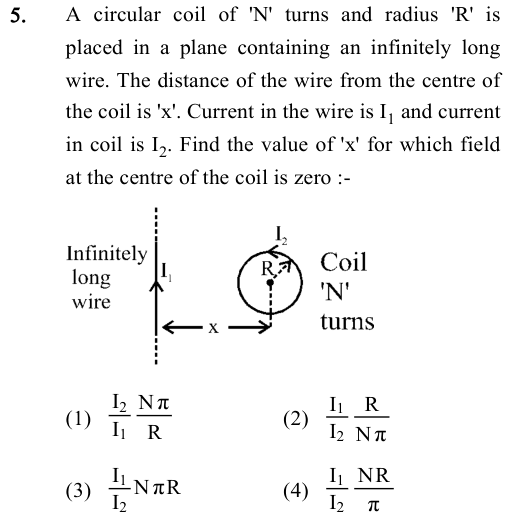 5. A circular coil of 'N' turns and radius 'R' is
placed in a plane containing an infinitely long
wire. The distance of the wire from the centre of
the coil is 'x'. Current in the wire is I₁ and current
in coil is I₂. Find the value of 'x' for which field
at the centre of the coil is zero :-
I₂
Infinitely
long
wire
I₁
R
Coil
'N'
turns
x
(1) I₂/I₁ Nπ/R
(2) I₁/I₂ R/Nπ
(3) I₁/I₂ NπR
(4) I₁/I₂ NR/π